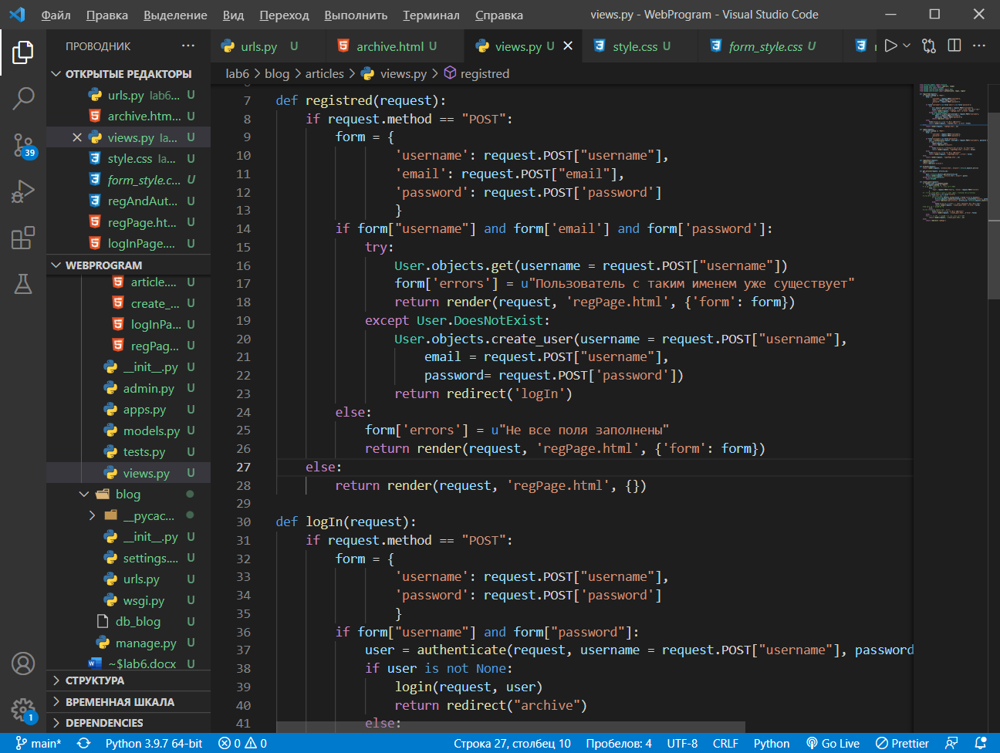 Файл Правка Выделение Вид Переход Выполнить Терминал Справка views.py - WebProgram - Visual Studio Code
ПРОВОДНИК ···
urls.py U archive.html U views.py U style.css U form_style.css U
lab6 > blog > articles > views.py > registred
ОТКРЫТЫЕ РЕДАКТОРЫ
urls.py lab6... U
archive.htm... U
views.py la... U
style.css la... U
form_style.c... U
regAndAut... U
regPage.ht... U
logInPage.... U
WEBPROGRAM
article.... U
create_... U
logInPa... U
regPag... U
__init__.py U
admin.py U
apps.py U
models.py U
tests.py U
views.py U
blog
__pycac...
__init__.py U
settings.... U
urls.py U
wsgi.py U
db_blog U
manage.py U
~$lab6.docx U
СТРУКТУРА
ВРЕМЕННАЯ ШКАЛА
DEPENDENCIES
39
1
7 def registred(request):
8 if request.method == "POST":
9 form = {
10 'username': request.POST["username"],
11 'email': request.POST["email"],
12 'password': request.POST['password']
13 }
14 if form["username"] and form['email'] and form['password']:
15 try:
16 User.objects.get(username = request.POST["username"])
17 form['errors'] = u"Пользователь с таким именем уже существует"
18 return render(request, 'regPage.html', {'form': form})
19 except User.DoesNotExist:
20 User.objects.create_user(username = request.POST["username"],
21 email = request.POST["username"],
22 password= request.POST['password'])
23 return redirect('logIn')
24 else:
25 form['errors'] = u"Не все поля заполнены"
26 return render(request, 'regPage.html', {'form': form})
27 else:
28 return render(request, 'regPage.html', {})
29
30 def logIn(request):
31 if request.method == "POST":
32 form = {
33 'username': request.POST["username"],
34 'password': request.POST['password']
35 }
36 if form["username"] and form["password"]:
37 user = authenticate(request, username = request.POST["username"], password
38 if user is not None:
39 login(request, user)
40 return redirect("archive")
41 else:
main* Python 3.9.7 64-bit 0 0 Строка 27, столбец 10 Пробелов: 4 UTF-8 CRLF Python Go Live Prettier